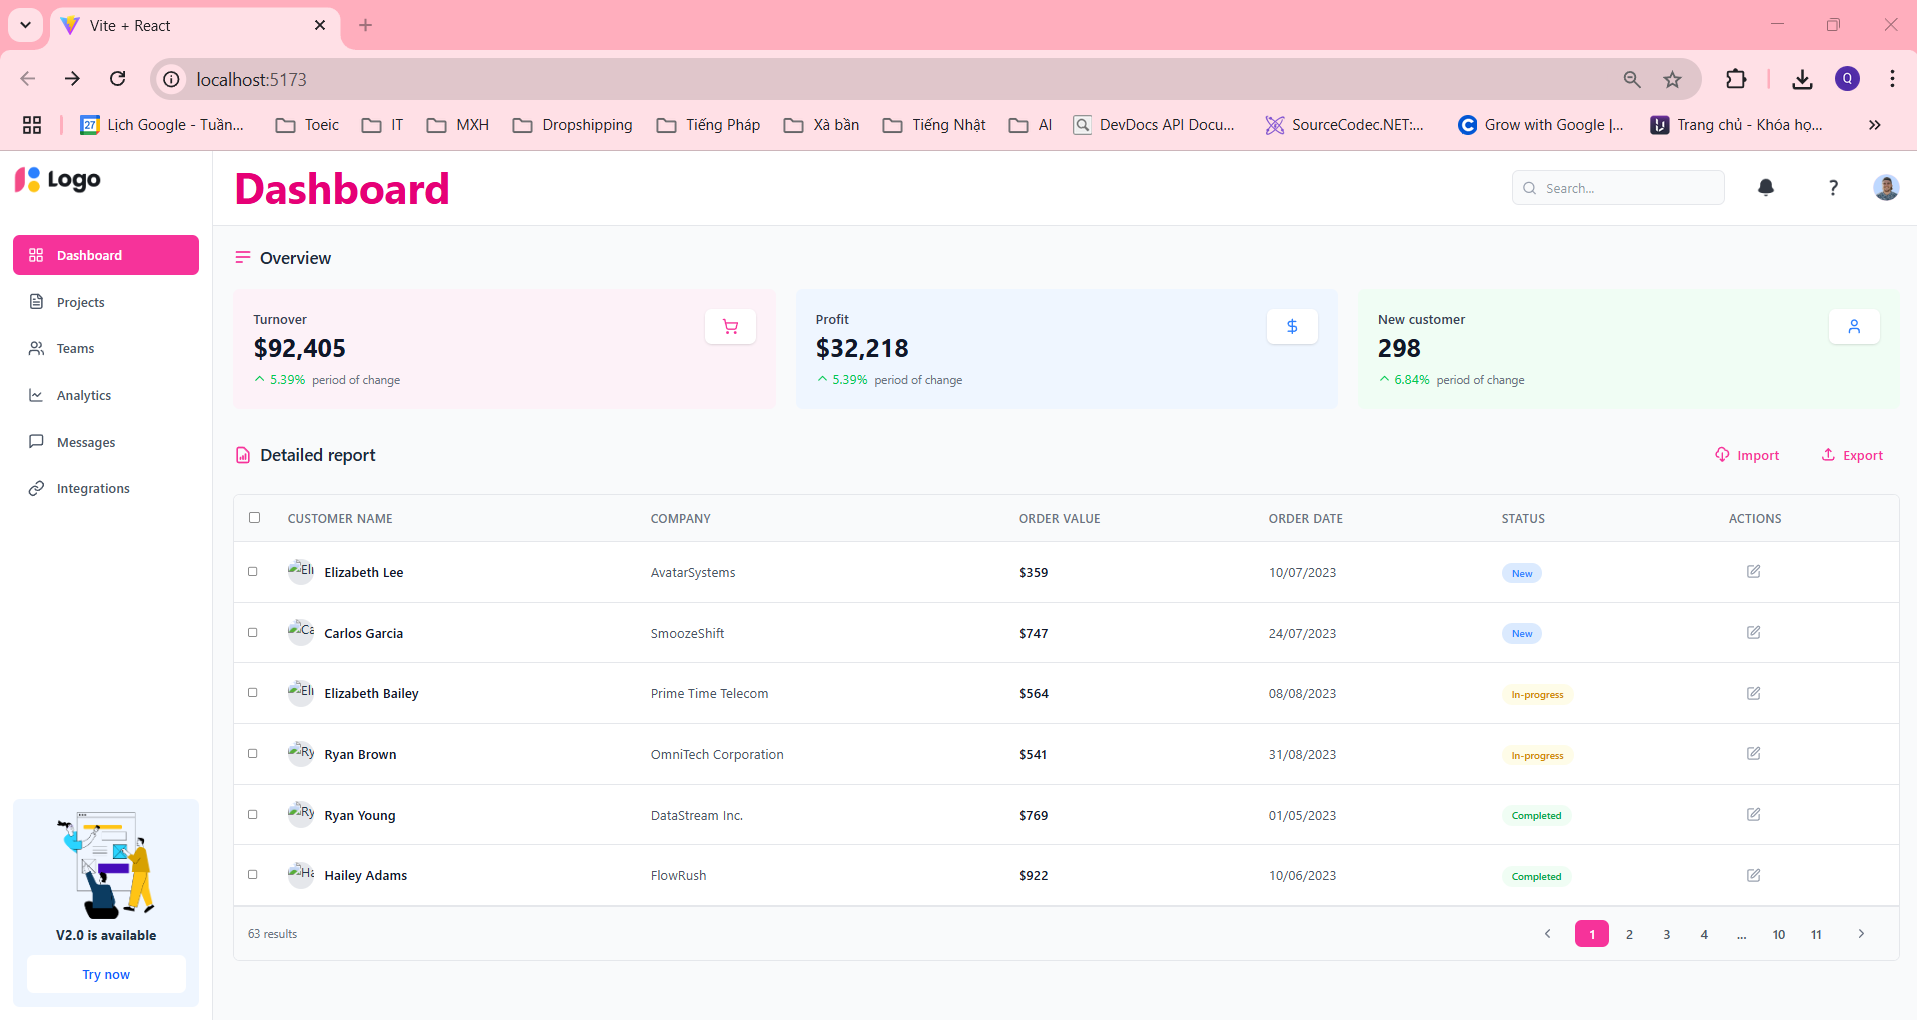 Vite + React
localhost:5173
Q
27 Lịch Google - Tuần... Toeic IT MXH Dropshipping Tiếng Pháp Xà bần Tiếng Nhật AI DevDocs API Docu... SourceCodec.NET:... Grow with Google |... Trang chủ - Khóa họ... »
Logo
Dashboard
Search...
?
Dashboard
Projects
Teams
Analytics
Messages
Integrations
V2.0 is available
Try now
Overview
Turnover
$92,405
5.39% period of change
Profit
$32,218
5.39% period of change
$
New customer
298
6.84% period of change
Detailed report
Import
Export
CUSTOMER NAME COMPANY ORDER VALUE ORDER DATE STATUS ACTIONS
Eli Elizabeth Lee AvatarSystems $359 10/07/2023 New
Ca Carlos Garcia SmoozeShift $747 24/07/2023 New
Eli Elizabeth Bailey Prime Time Telecom $564 08/08/2023 In-progress
Ry Ryan Brown OmniTech Corporation $541 31/08/2023 In-progress
Ry Ryan Young DataStream Inc. $769 01/05/2023 Completed
Ha Hailey Adams FlowRush $922 10/06/2023 Completed
63 results
1 2 3 4 ... 10 11